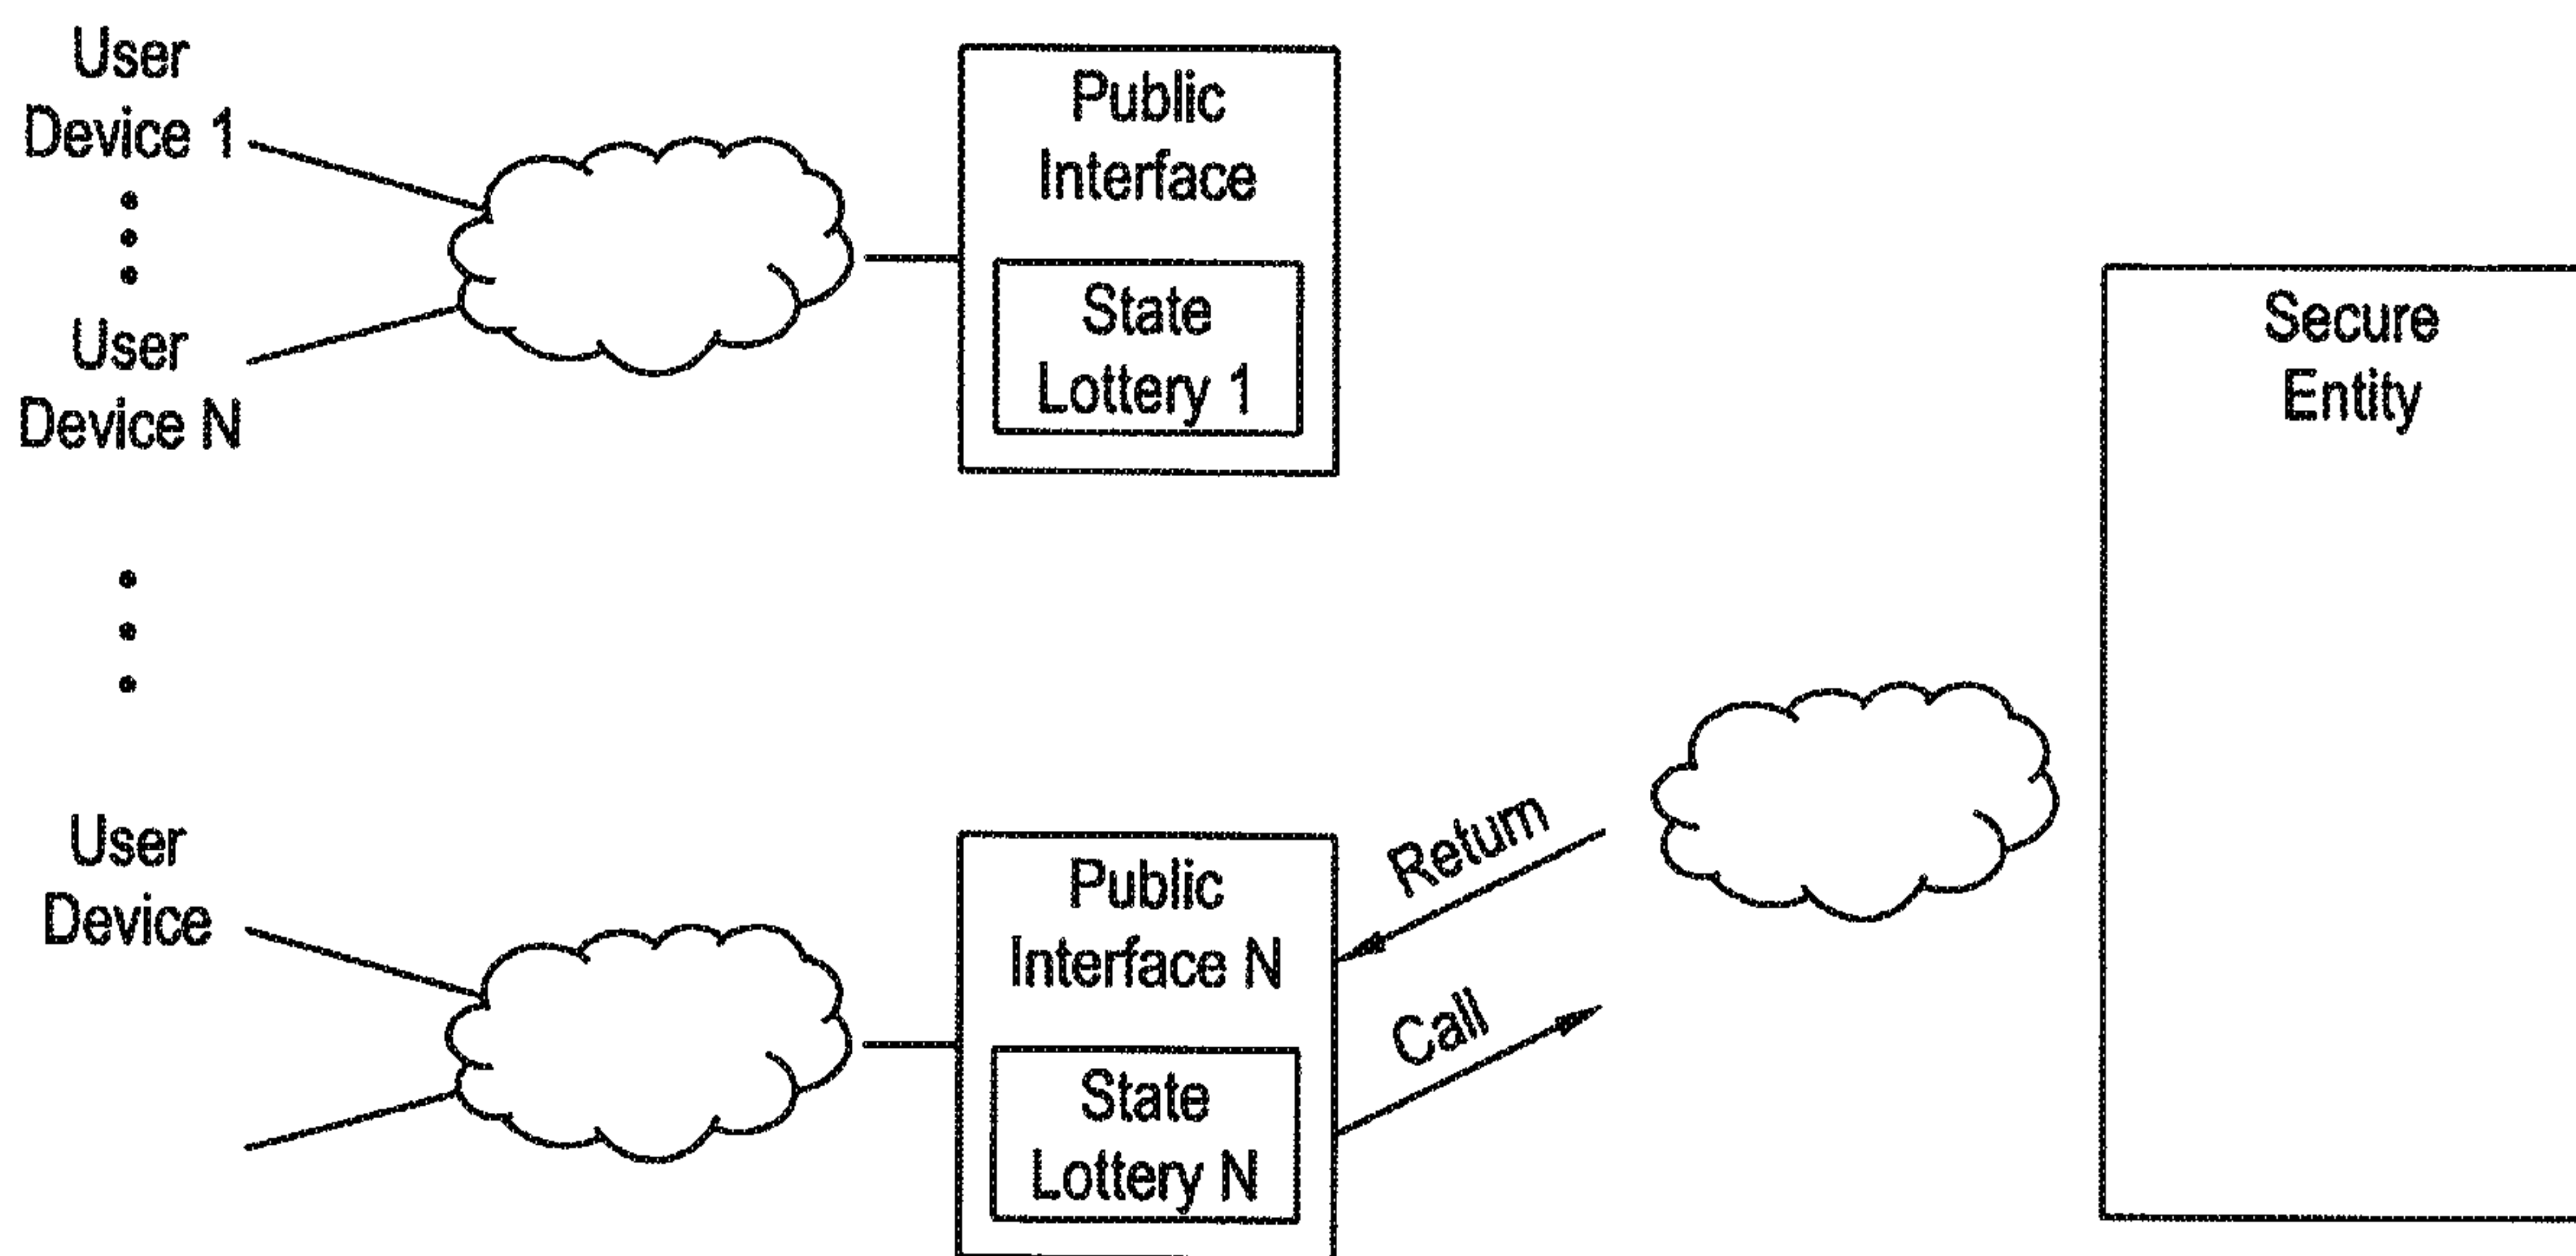 User
Device 1
User
Device N
Public
Interface
State
Lottery 1
Secure
Entity
User
Device
Public
Interface N
State
Lottery N
Return
Call